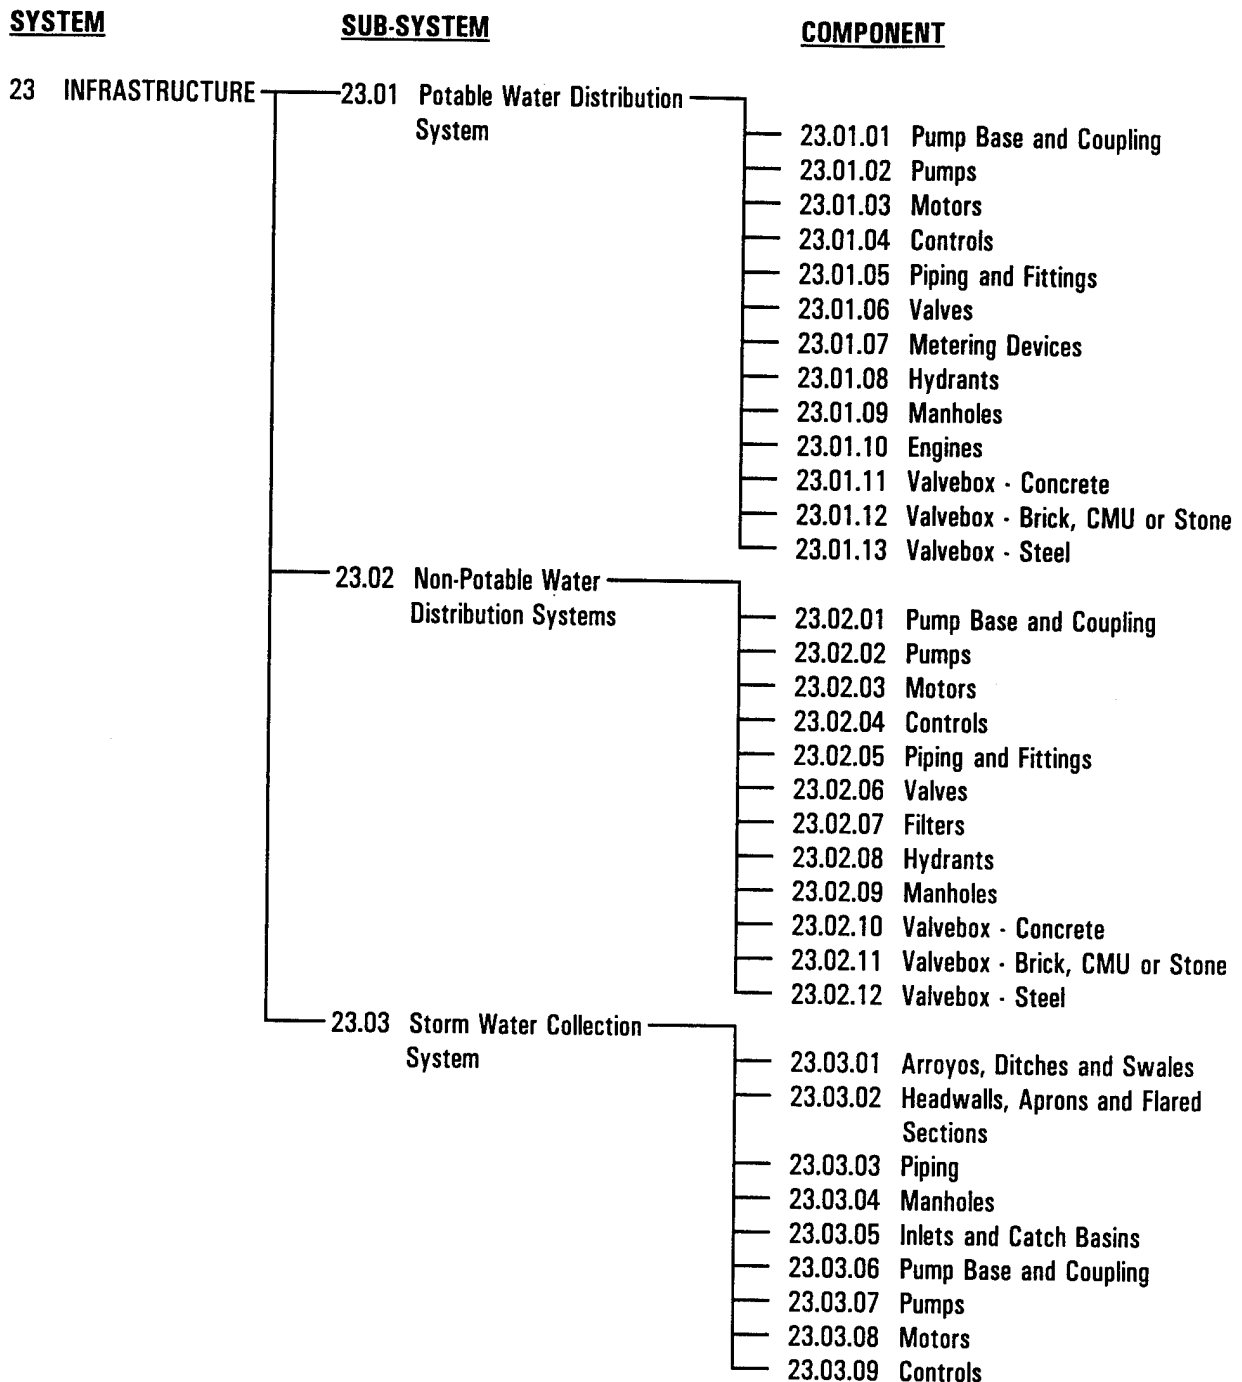 SYSTEM SUB-SYSTEM COMPONENT
23 INFRASTRUCTURE 23.01 Potable Water Distribution
System
23.01.01 Pump Base and Coupling
23.01.02 Pumps
23.01.03 Motors
23.01.04 Controls
23.01.05 Piping and Fittings
23.01.06 Valves
23.01.07 Metering Devices
23.01.08 Hydrants
23.01.09 Manholes
23.01.10 Engines
23.01.11 Valvebox - Concrete
23.01.12 Valvebox - Brick, CMU or Stone
23.01.13 Valvebox - Steel
23.02 Non-Potable Water
Distribution Systems
23.02.01 Pump Base and Coupling
23.02.02 Pumps
23.02.03 Motors
23.02.04 Controls
23.02.05 Piping and Fittings
23.02.06 Valves
23.02.07 Filters
23.02.08 Hydrants
23.02.09 Manholes
23.02.10 Valvebox - Concrete
23.02.11 Valvebox - Brick, CMU or Stone
23.02.12 Valvebox - Steel
23.03 Storm Water Collection
System
23.03.01 Arroyos, Ditches and Swales
23.03.02 Headwalls, Aprons and Flared
Sections
23.03.03 Piping
23.03.04 Manholes
23.03.05 Inlets and Catch Basins
23.03.06 Pump Base and Coupling
23.03.07 Pumps
23.03.08 Motors
23.03.09 Controls